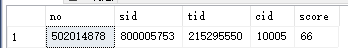 no sid tid cid score
1 502014878 800005753 215295550 10005 66